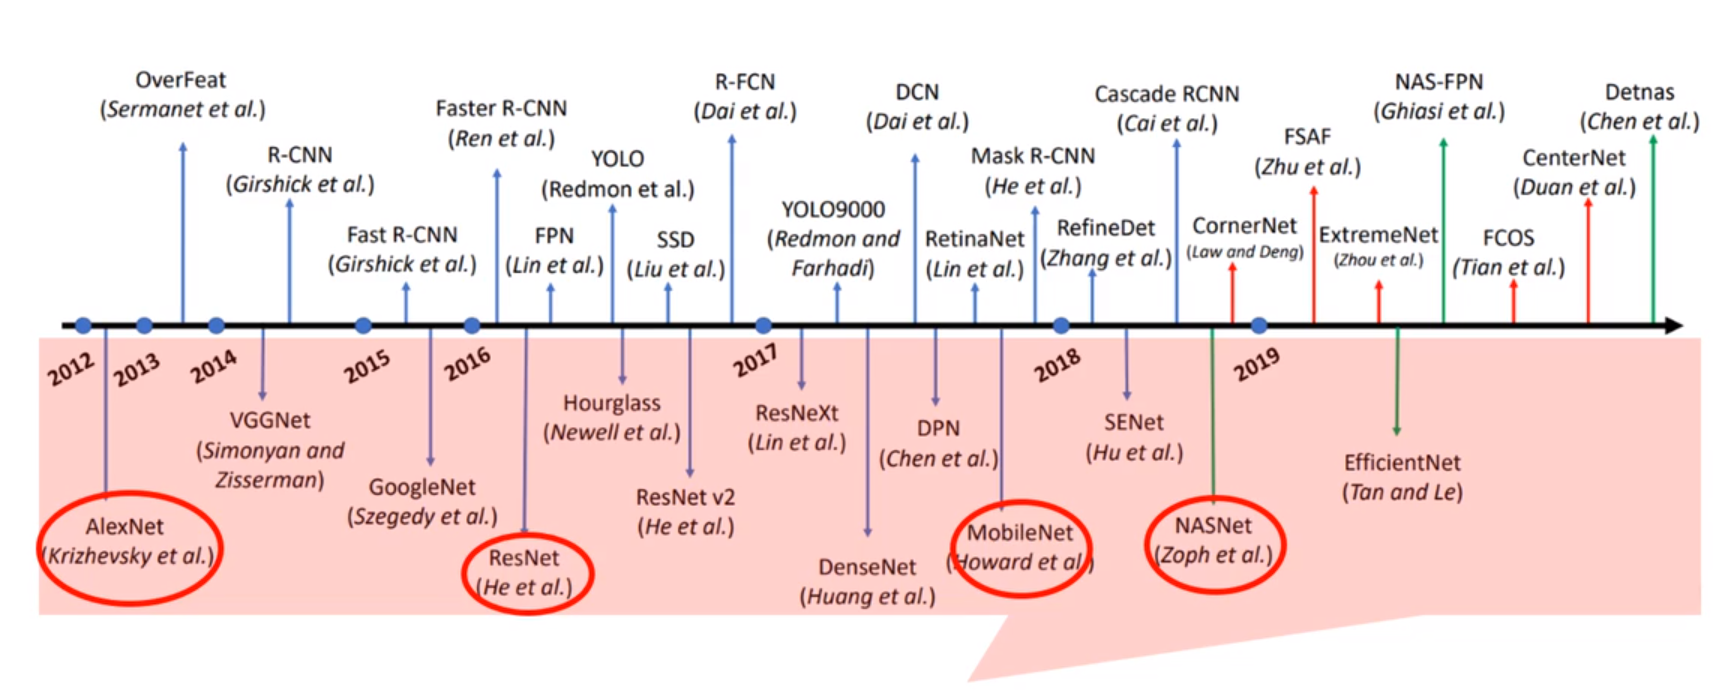 OverFeat
(Sermanet et al.)
R-CNN
(Girshick et al.)
Fast R-CNN
(Girshick et al.)
Faster R-CNN
(Ren et al.)
FPN
(Lin et al.)
YOLO
(Redmon et al.)
SSD
(Liu et al.)
R-FCN
(Dai et al.)
YOLO9000
(Redmon and
Farhadi)
DCN
(Dai et al.)
RetinaNet
(Lin et al.)
Mask R-CNN
(He et al.)
RefineDet
(Zhang et al.)
Cascade RCNN
(Cai et al.)
CornerNet
(Law and Deng)
FSAF
(Zhu et al.)
ExtremeNet
(Zhou et al.)
NAS-FPN
(Ghiasi et al.)
FCOS
(Tian et al.)
CenterNet
(Duan et al.)
Detnas
(Chen et al.)
2012
2013
2014
2015
2016
2017
2018
2019
AlexNet
(Krizhevsky et al.)
VGGNet
(Simonyan and
Zisserman)
GoogleNet
(Szegedy et al.)
ResNet
(He et al.)
Hourglass
(Newell et al.)
ResNet v2
(He et al.)
ResNeXt
(Lin et al.)
DenseNet
(Huang et al.)
DPN
(Chen et al.)
MobileNet
(Howard et al.)
SENet
(Hu et al.)
NASNet
(Zoph et al.)
EfficientNet
(Tan and Le)